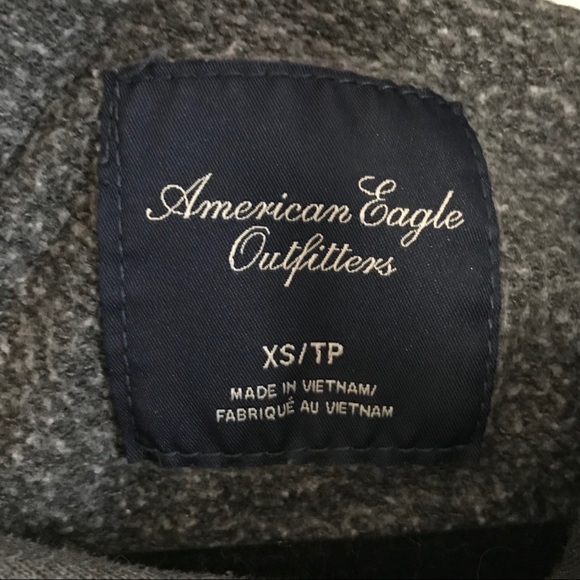 American Eagle
Outfitters
XS/TP
MADE IN VIETNAM/
FABRIQUÉ AU VIETNAM